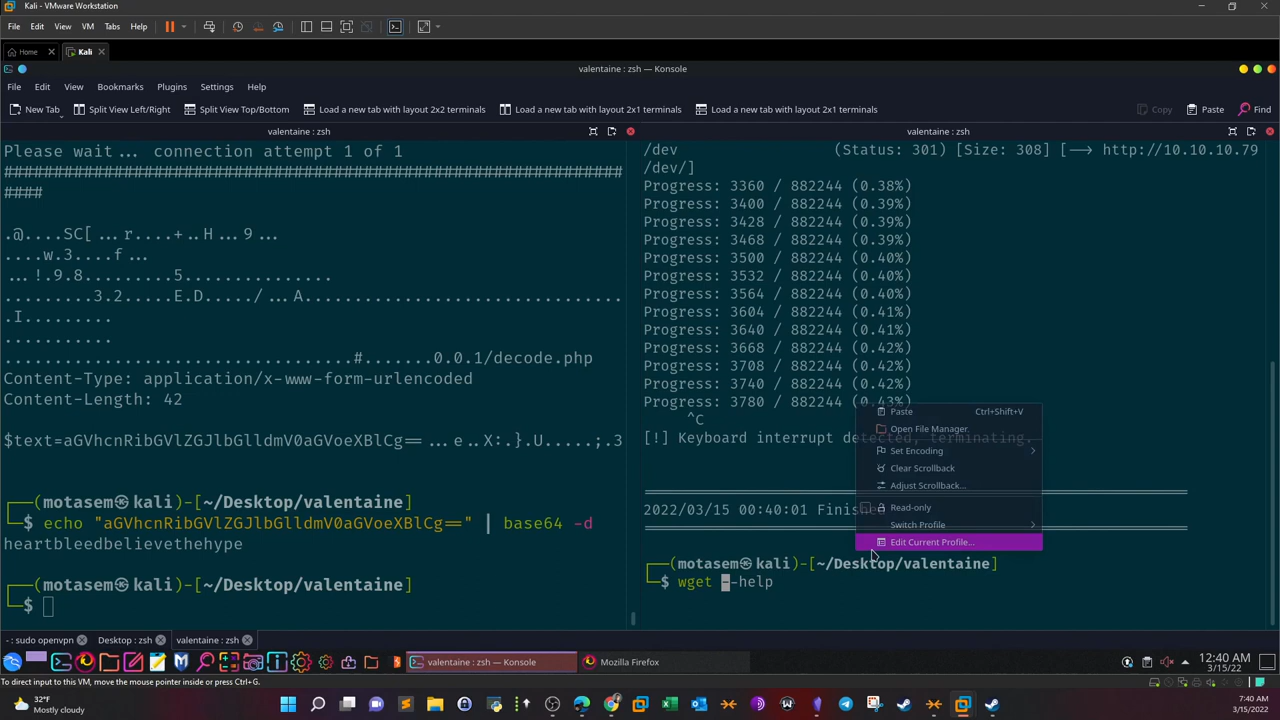 Kali - VMware Workstation
File Edit View VM Tabs Help
Home Kali
valentaine : zsh — Konsole
File Edit View Bookmarks Plugins Settings Help
New Tab Split View Left/Right Split View Top/Bottom Load a new tab with layout 2x2 terminals Load a new tab with layout 2x1 terminals Load a new tab with layout 2x1 terminals Copy Paste Find
valentaine : zsh
Please wait... connection attempt 1 of 1
####
.@....SC[...r....+..H...9...
....w.3....f...
...!.9.8.........5...............
.I.........
...........
#.......0.0.1/decode.php
Content-Type: application/x-www-form-urlencoded
Content-Length: 42
$text=aGVhcnRibGVlZGJlbGlldmV0aGVoeXBlCg==...e..X:.}.U.....;.3
┌──(motasem㉿kali)-[~/Desktop/valentaine]
└─$ echo "aGVhcnRibGVlZGJlbGlldmV0aGVoeXBlCg==" | base64 -d
heartbleedbelievethehype
┌──(motasem㉿kali)-[~/Desktop/valentaine]
└─$
valentaine : zsh
/dev (Status: 301) [Size: 308] [--> http://10.10.10.79
/dev/]
Progress: 3360 / 882244 (0.38%)
Progress: 3400 / 882244 (0.39%)
Progress: 3428 / 882244 (0.39%)
Progress: 3468 / 882244 (0.39%)
Progress: 3500 / 882244 (0.40%)
Progress: 3532 / 882244 (0.40%)
Progress: 3564 / 882244 (0.40%)
Progress: 3604 / 882244 (0.41%)
Progress: 3640 / 882244 (0.41%)
Progress: 3668 / 882244 (0.42%)
Progress: 3708 / 882244 (0.42%)
Progress: 3740 / 882244 (0.42%)
Progress: 3780 / 882244 (0.43%)
^C
[!] Keyboard interrupt detected, terminating.
2022/03/15 00:40:01 Finished
┌──(motasem㉿kali)-[~/Desktop/valentaine]
└─$ wget --help
Paste Ctrl+Shift+V
Open File Manager
Set Encoding
Clear Scrollback
Adjust Scrollback...
Read-only
Switch Profile
Edit Current Profile...
- : sudo openvpn Desktop : zsh valentaine : zsh
valentaine : zsh — Konsole Mozilla Firefox 12:40 AM
3/15/22
To direct input to this VM, move the mouse pointer inside or press Ctrl+G.
32°F
Mostly cloudy
7:40 AM
3/15/2022